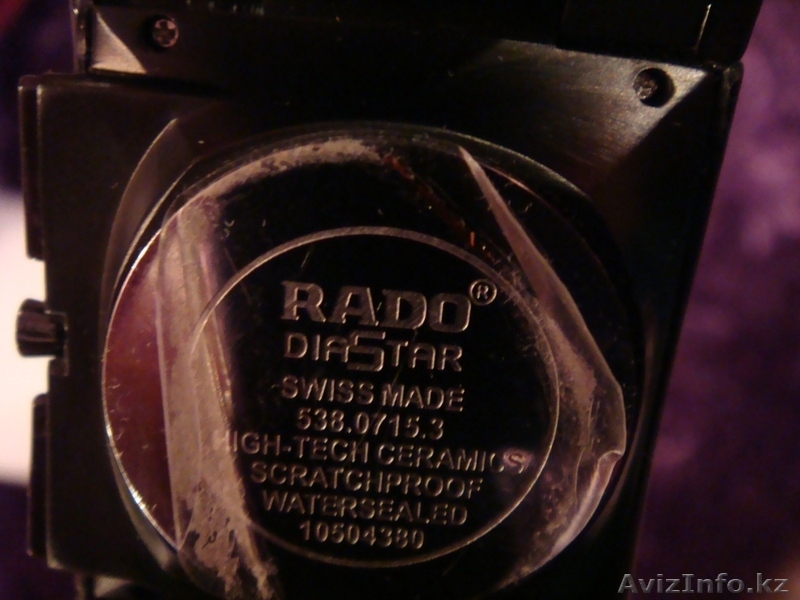 RADO®
DIASTAR
SWISS MADE
538.0715.3
HIGH-TECH CERAMICS
SCRATCHPROOF
WATERSEALED
10504380
AvizInfo.kz